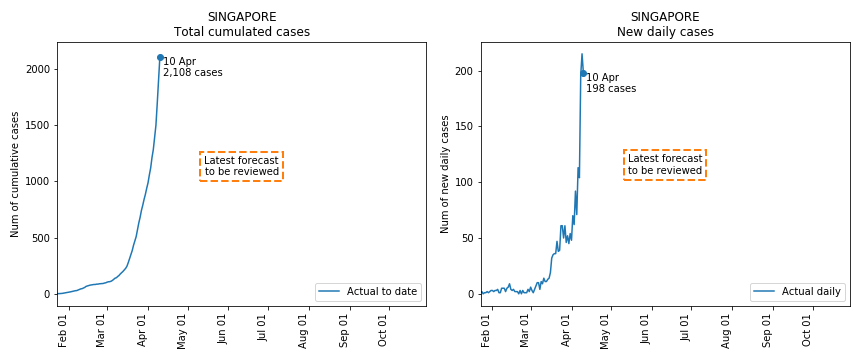 SINGAPORE
Total cumulated cases
Num of cumulative cases
2000
1500
1000
500
0
10 Apr
2,108 cases
Latest forecast
to be reviewed
Actual to date
Feb 01
Mar 01
Apr 01
May 01
Jun 01
Jul 01
Aug 01
Sep 01
Oct 01
SINGAPORE
New daily cases
Num of new daily cases
200
150
100
50
0
10 Apr
198 cases
Latest forecast
to be reviewed
Actual daily
Feb 01
Mar 01
Apr 01
May 01
Jun 01
Jul 01
Aug 01
Sep 01
Oct 01